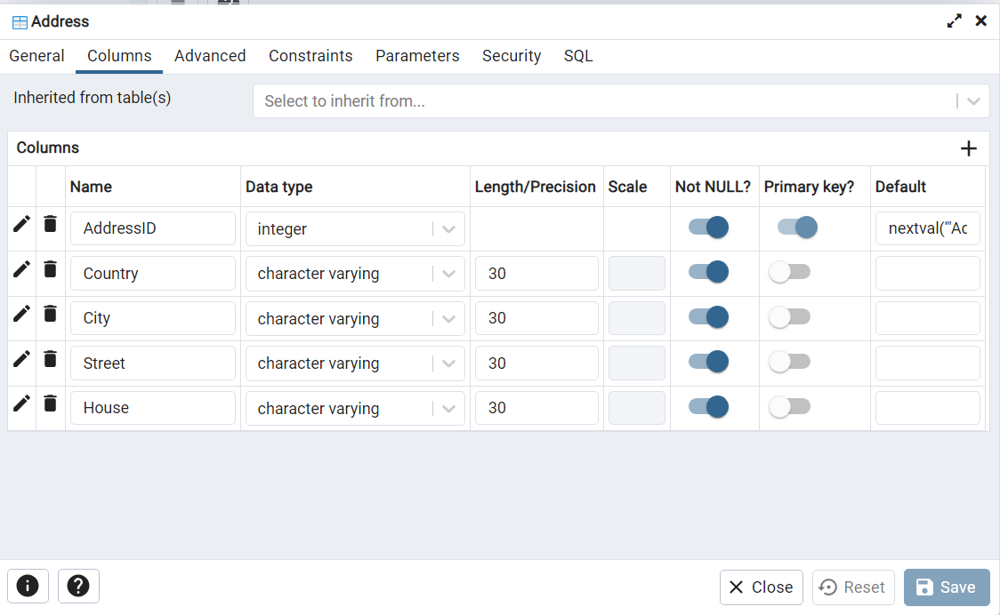 Address
General Columns Advanced Constraints Parameters Security SQL
Inherited from table(s) Select to inherit from...
Columns
Name Data type Length/Precision Scale Not NULL? Primary key? Default
AddressID integer nextval('"Ac
Country character varying 30
City character varying 30
Street character varying 30
House character varying 30
Close Reset Save